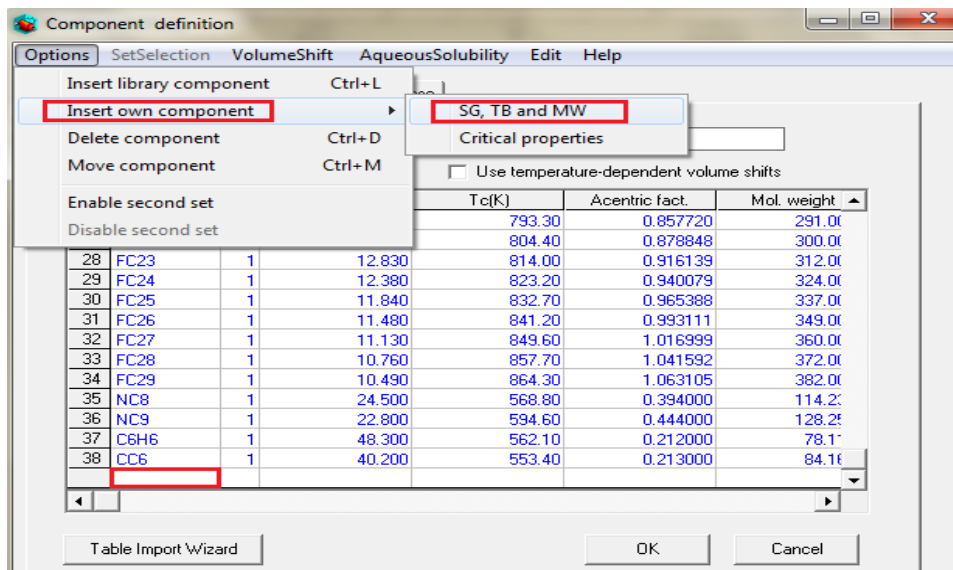 Component definition
Options SetSelection VolumeShift AqueousSolubility Edit Help
Insert library component Ctrl+L
Insert own component SG, TB and MW
Delete component Ctrl+D Critical properties
Move component Ctrl+M Use temperature-dependent volume shifts
Enable second set Tc(K) Acentric fact. Mol. weight
Disable second set 793.30 0.857720 291.00
804.40 0.878848 300.00
28 FC23 1 12.830 814.00 0.916139 312.00
29 FC24 1 12.380 823.20 0.940079 324.00
30 FC25 1 11.840 832.70 0.965388 337.00
31 FC26 1 11.480 841.20 0.993111 349.00
32 FC27 1 11.130 849.60 1.016999 360.00
33 FC28 1 10.760 857.70 1.041592 372.00
34 FC29 1 10.490 864.30 1.063105 382.00
35 NC8 1 24.500 568.80 0.394000 114.23
36 NC9 1 22.800 594.60 0.444000 128.25
37 C6H6 1 48.300 562.10 0.212000 78.11
38 CC6 1 40.200 553.40 0.213000 84.16
Table Import Wizard OK Cancel